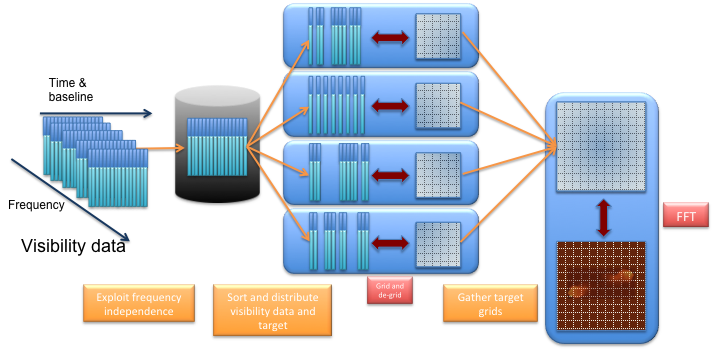 Time &
baseline
Frequency
Visibility data
Exploit frequency
independence
Sort and distribute
visibility data and
target
Grid and
de-grid
Gather target
grids
FFT